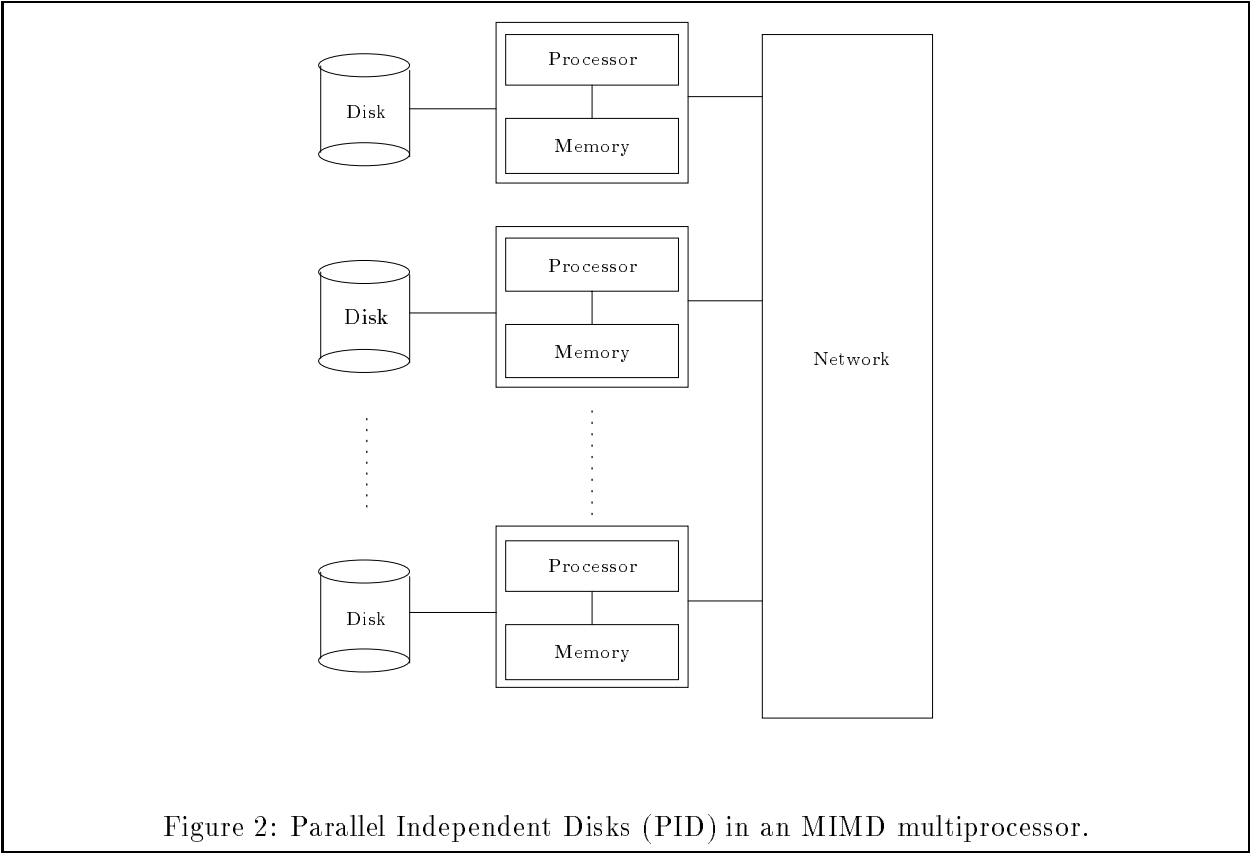 Processor
Disk
Memory
Processor
Disk
Memory
Network
Processor
Disk
Memory
Figure 2: Parallel Independent Disks (PID) in an MIMD multiprocessor.